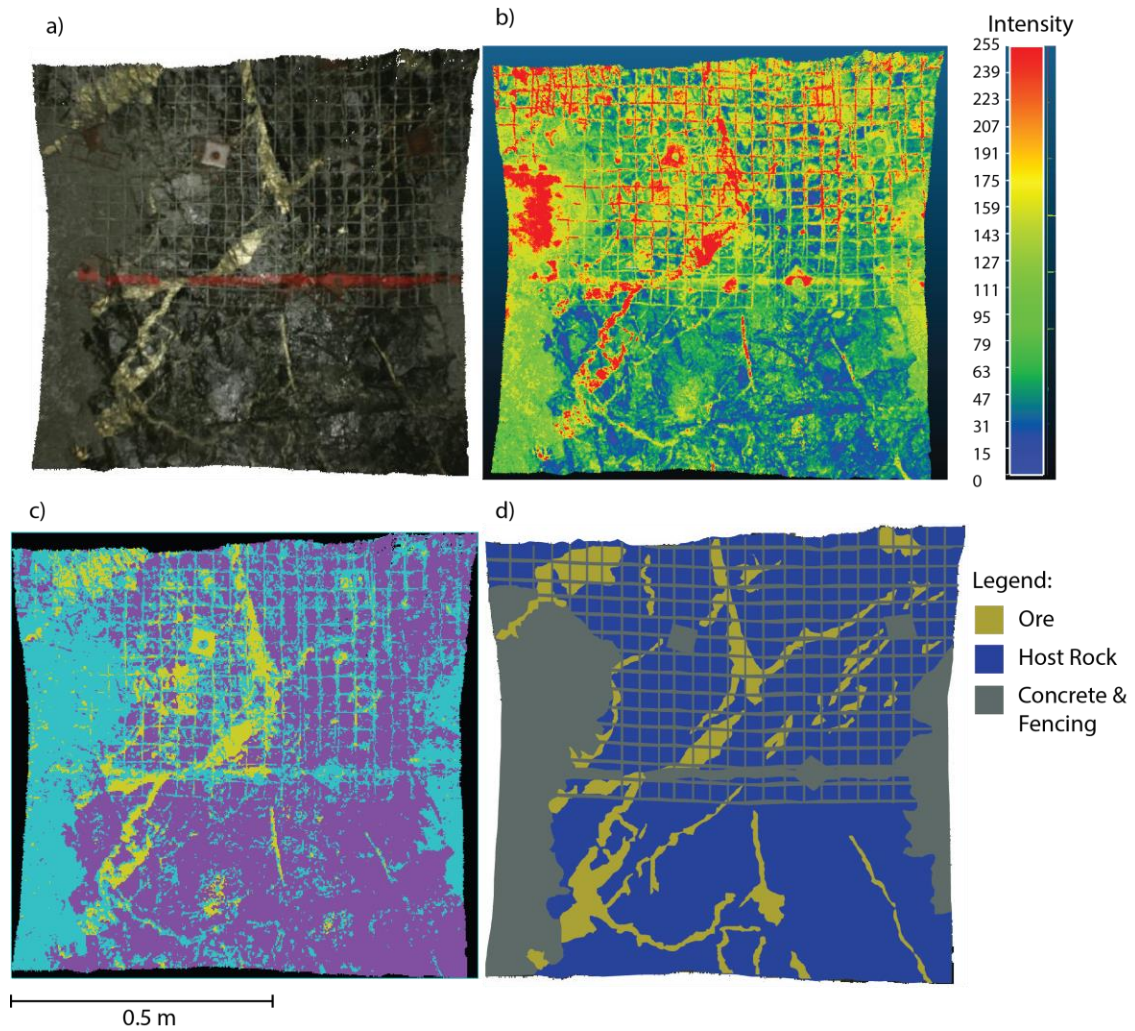 a)
b)
Intensity
255
239
223
207
191
175
159
143
127
111
95
79
63
47
31
15
0
c)
d)
Legend:
Ore
Host Rock
Concrete &
Fencing
0.5 m